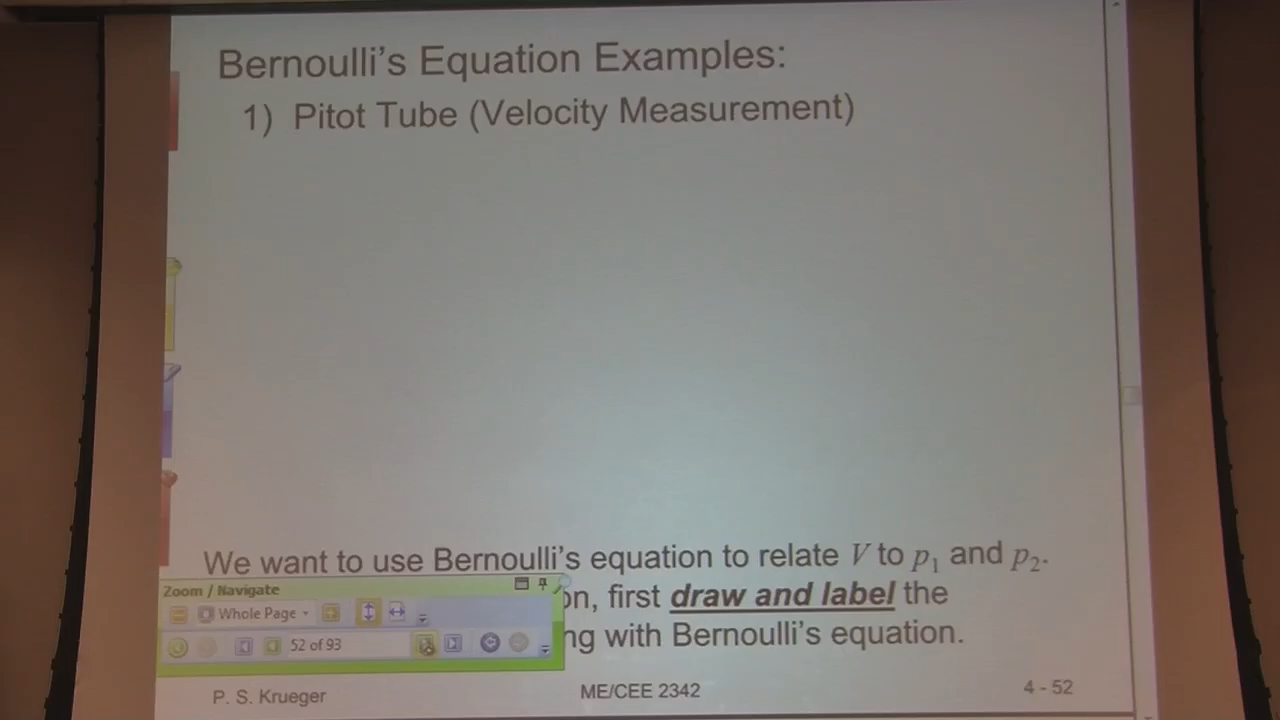 Bernoulli's Equation Examples:
1) Pitot Tube (Velocity Measurement)
We want to use Bernoulli's equation to relate V to p₁ and p₂.
Zoom / Navigate
on, first draw and label the
Whole Page
ng with Bernoulli's equation.
52 of 93
P. S. Krueger
ME/CEE 2342
4 - 52